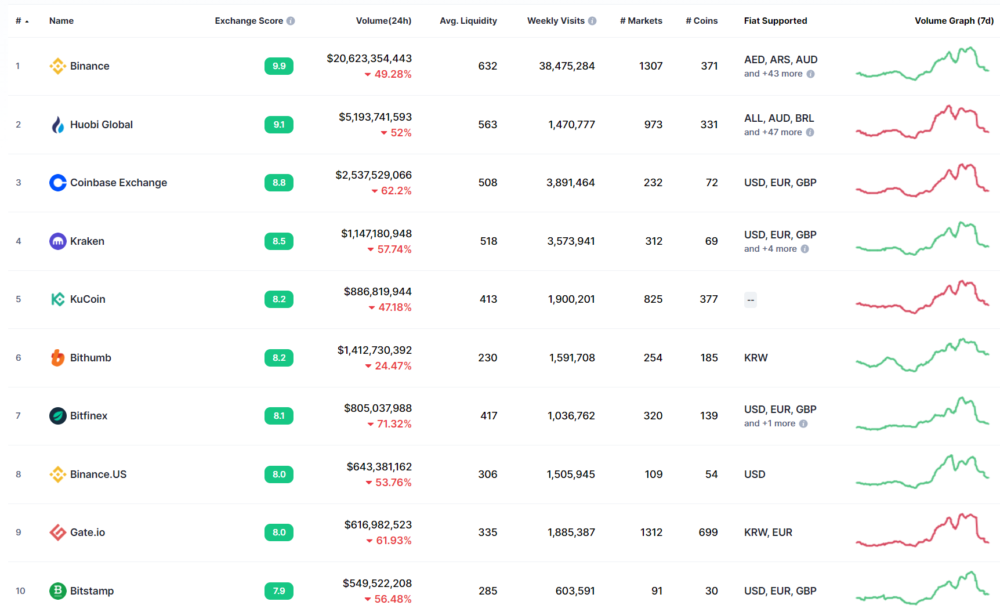 # Name Exchange Score Volume(24h) Avg. Liquidity Weekly Visits # Markets # Coins Fiat Supported Volume Graph (7d)
1 Binance 9.9 $20,623,354,443 632 38,475,284 1307 371 AED, ARS, AUD
49.28% and +43 more
2 Huobi Global 9.1 $5,193,741,593 563 1,470,777 973 331 ALL, AUD, BRL
52% and +47 more
3 Coinbase Exchange 8.8 $2,537,529,066 508 3,891,464 232 72 USD, EUR, GBP
62.2%
4 Kraken 8.5 $1,147,180,948 518 3,573,941 312 69 USD, EUR, GBP
57.74% and +4 more
5 KuCoin 8.2 $886,819,944 413 1,900,201 825 377 --
47.18%
6 Bithumb 8.2 $1,412,730,392 230 1,591,708 254 185 KRW
24.47%
7 Bitfinex 8.1 $805,037,988 417 1,036,762 320 139 USD, EUR, GBP
71.32% and +1 more
8 Binance.US 8.0 $643,381,162 306 1,505,945 109 54 USD
53.76%
9 Gate.io 8.0 $616,982,523 335 1,885,387 1312 699 KRW, EUR
61.93%
10 Bitstamp 7.9 $549,522,208 285 603,591 91 30 USD, EUR, GBP
56.48%